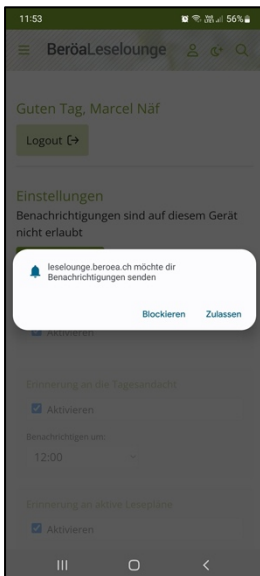 11:53
56%
BeröaLeselounge
Guten Tag, Marcel Näf
Logout
Einstellungen
Benachrichtigungen sind auf diesem Gerät
nicht erlaubt
leselounge.beroea.ch möchte dir
Benachrichtigungen senden
Blockieren Zulassen
Aktivieren
Erinnerung an die Tagesandacht
Aktivieren
Benachrichtigen um:
12:00
Erinnerung an aktive Lesepläne
Aktivieren